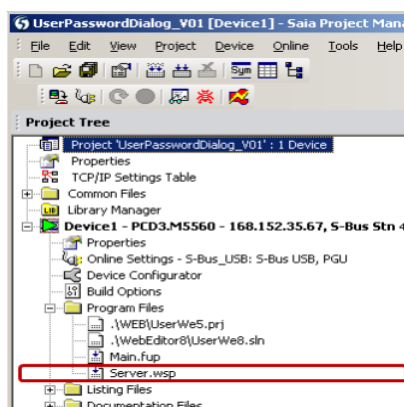 UserPasswordDialog_V01 [Device1] - Saia Project Mana
File Edit View Project Device Online Tools Help
Sym
Project Tree
Project 'UserPasswordDialog_V01' : 1 Device
Properties
TCP/IP Settings Table
Common Files
LIB Library Manager
Device1 - PCD3.M5560 - 168.152.35.67, S-Bus Stn 4
Properties
Online Settings - S-Bus_USB: S-Bus USB, PGU
Device Configurator
Build Options
Program Files
.\WEB\UserWe5.prj
.\WebEditor8\UserWe8.sln
Main.fup
Server.wsp
Listing Files
Documentation Files